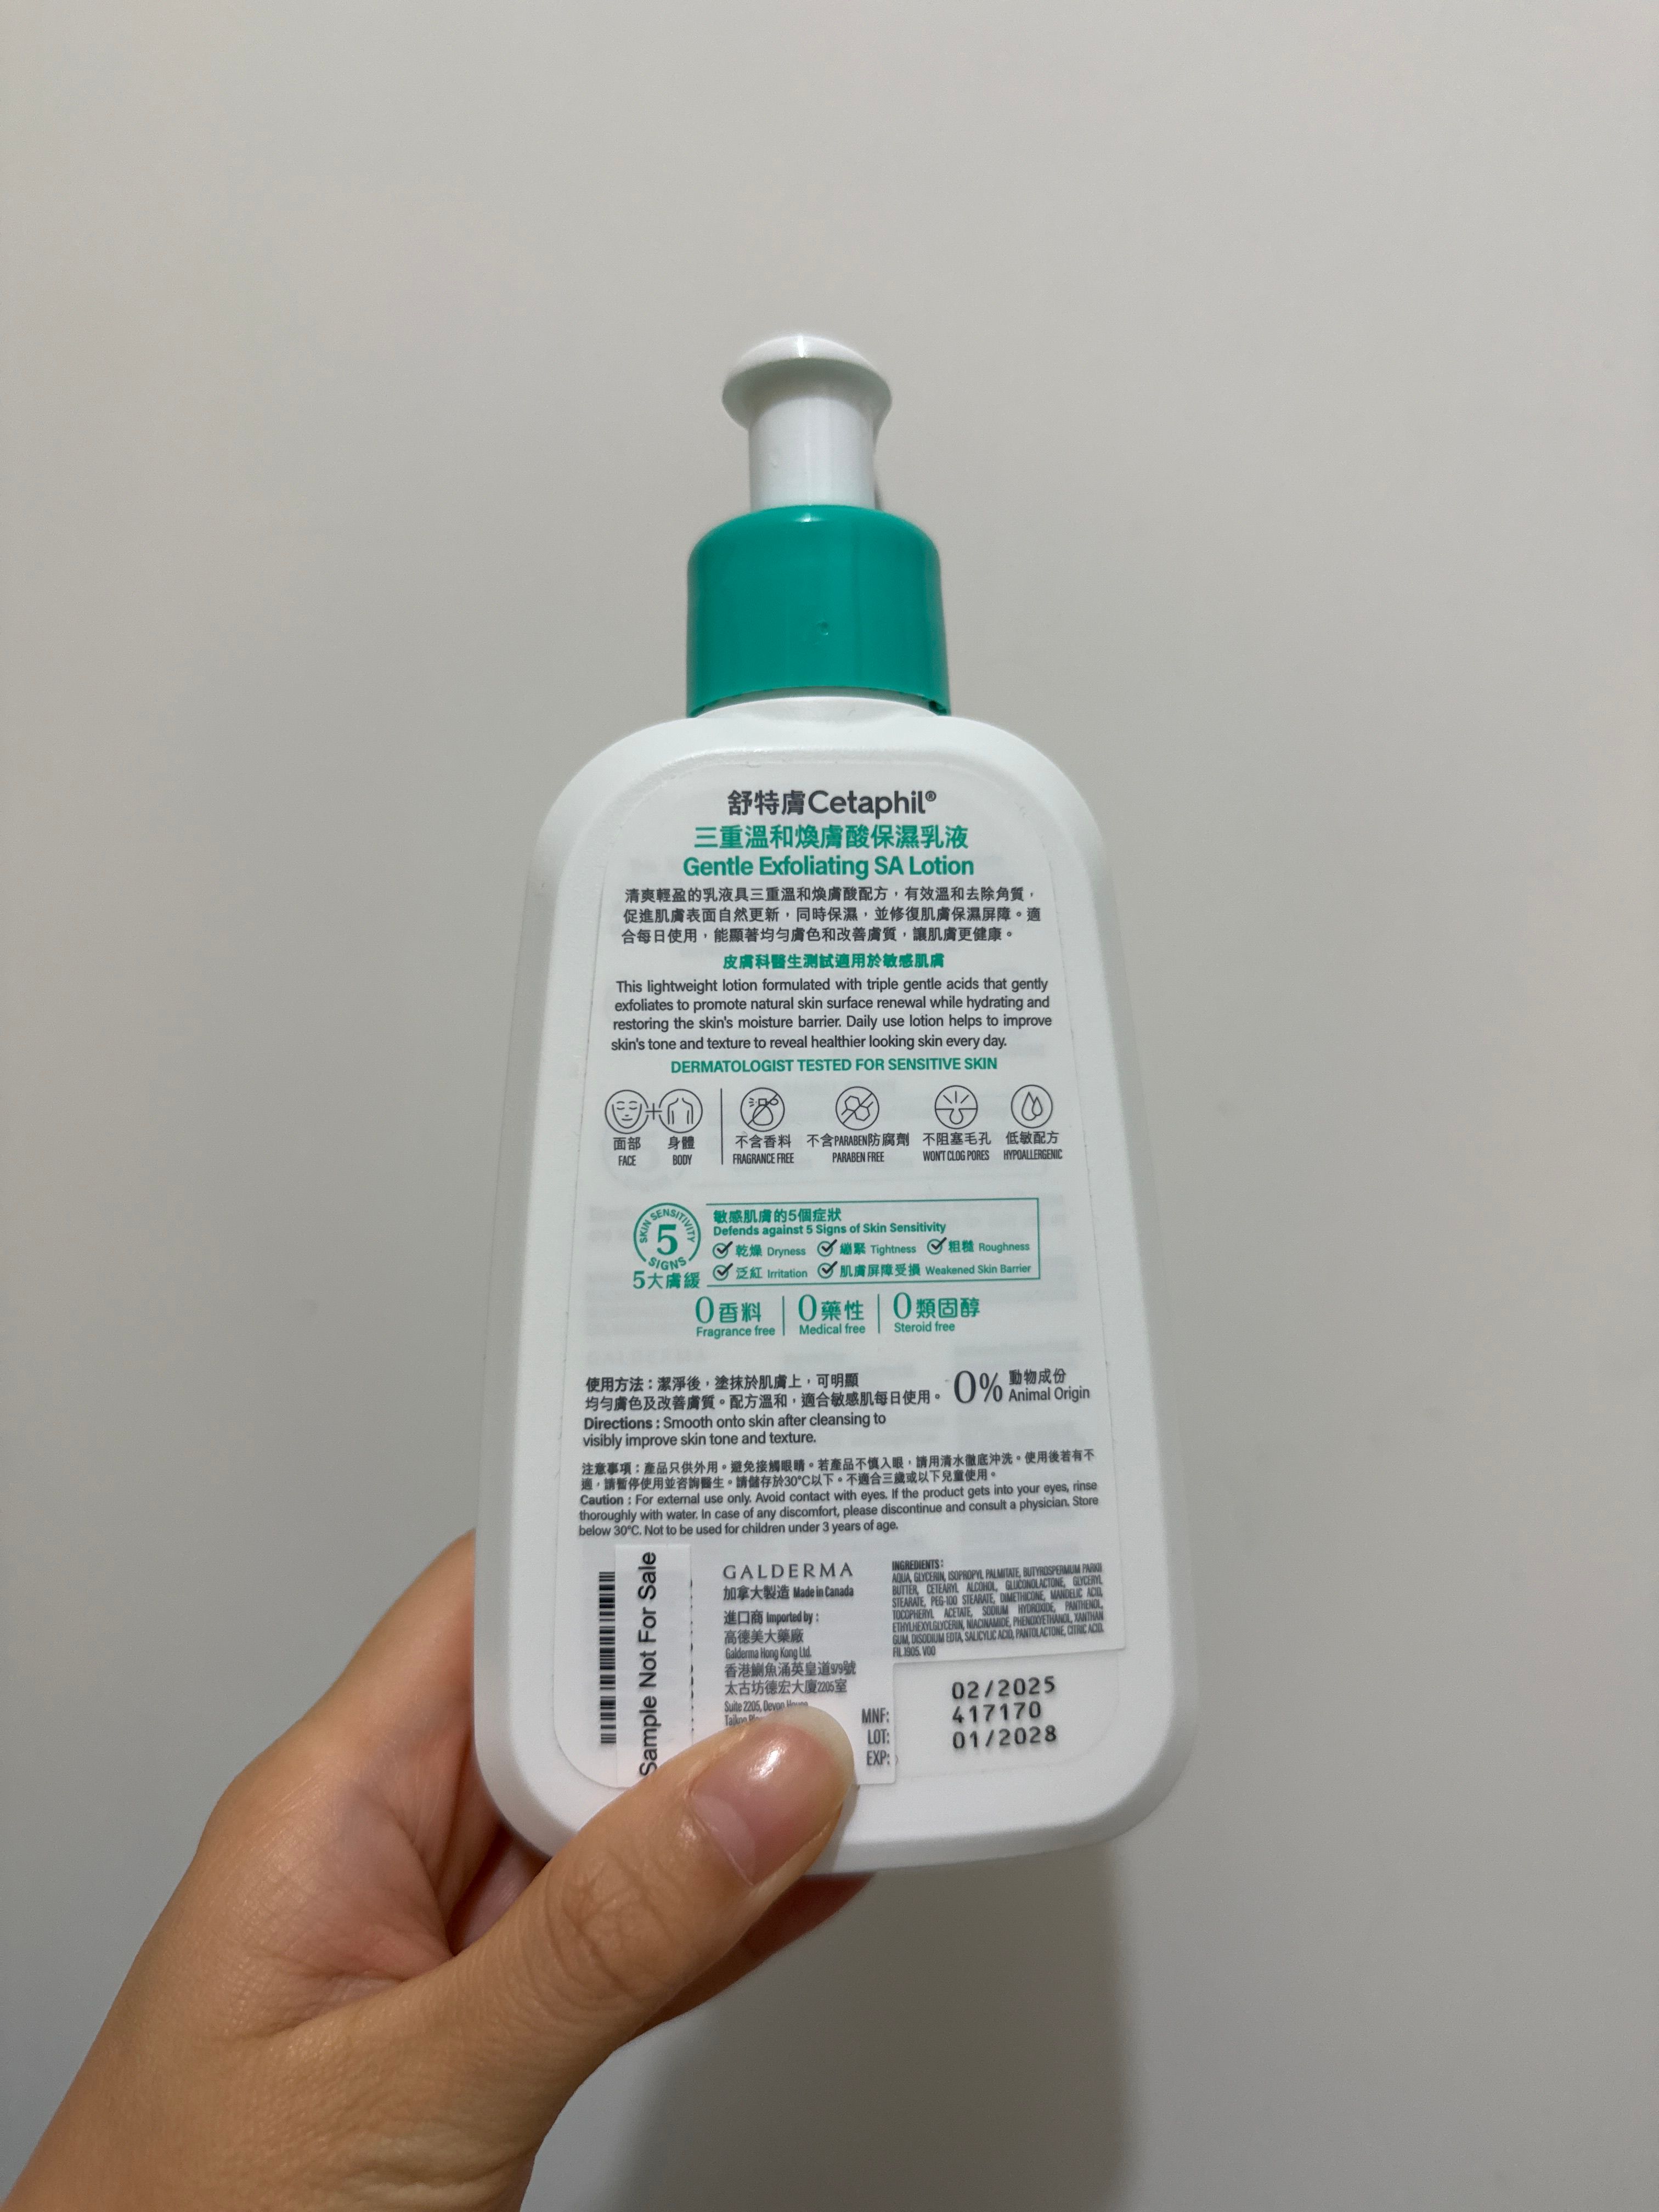 舒特膚Cetaphil®
三重溫和煥膚酸保濕乳液
Gentle Exfoliating SA Lotion
清爽輕盈的乳液具三重溫和煥膚酸配方，有效溫和去除角質，
促進肌膚表面自然更新，同時保濕，並修復肌膚保濕屏障。適
合每日使用，能顯著均勻膚色和改善膚質，讓肌膚更健康。
皮膚科醫生測試適用於敏感肌膚
This lightweight lotion formulated with triple gentle acids that gently
exfoliates to promote natural skin surface renewal while hydrating and
restoring the skin's moisture barrier. Daily use lotion helps to improve
skin's tone and texture to reveal healthier looking skin every day.
DERMATOLOGIST TESTED FOR SENSITIVE SKIN
面部 身體 不含香料 不含PARABEN防腐劑 不阻塞毛孔 低敏配方
FACE BODY FRAGRANCE FREE PARABEN FREE WON'T CLOG PORES HYPOALLERGENIC
SKIN SENSITIVITY
5
SIGNS
5大膚緩
敏感肌膚的5個症狀
Defends against 5 Signs of Skin Sensitivity
乾燥 Dryness 繃緊 Tightness 粗糙 Roughness
泛紅 Irritation 肌膚屏障受損 Weakened Skin Barrier
0香料 0藥性 0類固醇
Fragrance free Medical free Steroid free
使用方法：潔淨後，塗抹於肌膚上，可明顯
均勻膚色及改善膚質。配方溫和，適合敏感肌每日使用。
Directions : Smooth onto skin after cleansing to
visibly improve skin tone and texture.
0% 動物成份
Animal Origin
注意事項：產品只供外用。避免接觸眼睛。若產品不慎入眼，請用清水徹底沖洗。使用後若有不
適，請暫停使用並咨詢醫生。請儲存於30°C以下。不適合三歲或以下兒童使用。
Caution : For external use only. Avoid contact with eyes. If the product gets into your eyes, rinse
thoroughly with water. In case of any discomfort, please discontinue and consult a physician. Store
below 30°C. Not to be used for children under 3 years of age.
Sample Not For Sale
GALDERMA
加拿大製造 Made in Canada
進口商 Imported by :
高德美大藥廠
Galderma Hong Kong Ltd.
香港鰂魚涌英皇道979號
太古坊德宏大廈2205室
Suite 2205, Devon House,
INGREDIENTS :
AQUA, GLYCERIN, ISOPROPYL PALMITATE, BUTYROSPERMUM PARKII
BUTTER, CETEARYL ALCOHOL, GLUCONOLACTONE, GLYCERYL
STEARATE, PEG-100 STEARATE, DIMETHICONE, MANDELIC ACID,
TOCOPHERYL ACETATE, SODIUM HYDROXIDE, PANTHENOL,
ETHYLHEXYLGLYCERIN, NIACINAMIDE, PHENOXYETHANOL, XANTHAN
GUM, DISODIUM EDTA, SALICYLIC ACID, PANTOLACTONE, CITRIC ACID.
FIL.1905. V00
MNF: 02/2025
LOT: 417170
EXP: 01/2028